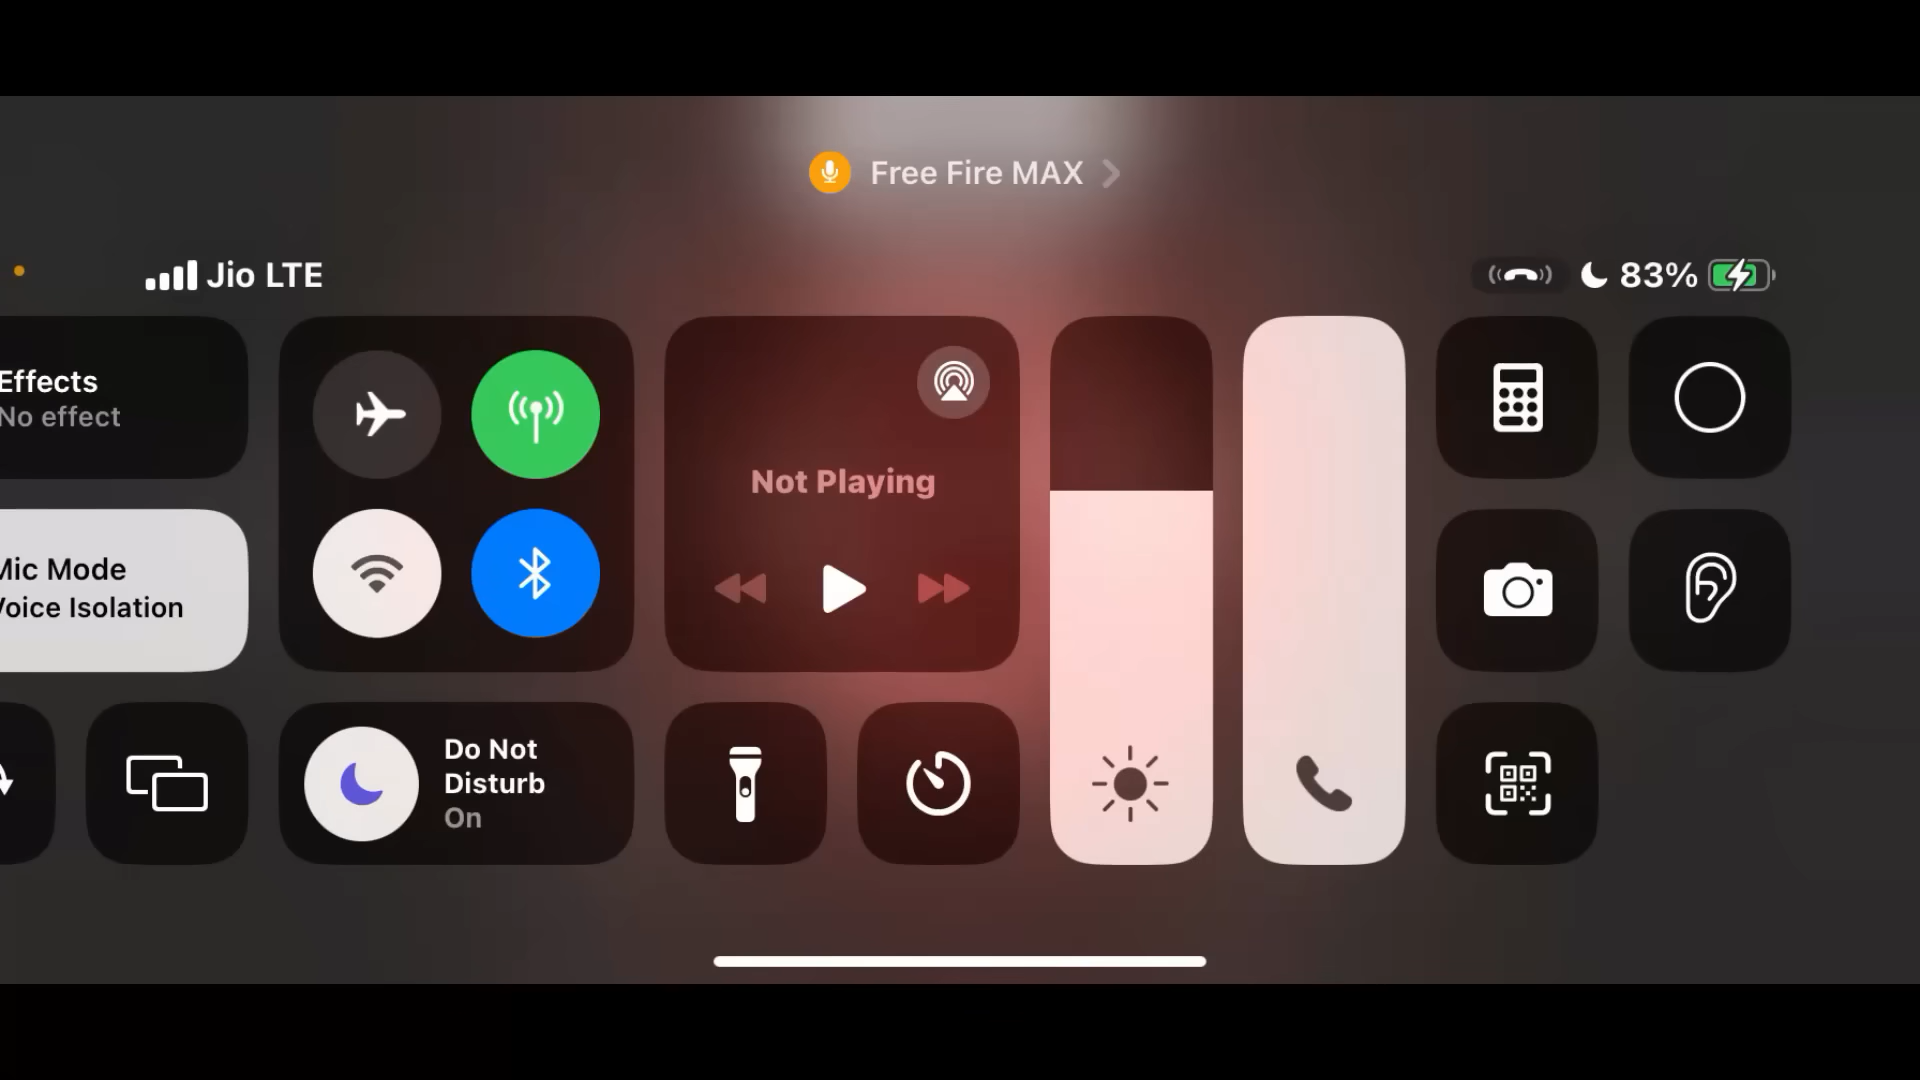 Free Fire MAX
Jio LTE
83%
Effects
No effect
Mic Mode
Voice Isolation
Not Playing
Do Not
Disturb
On